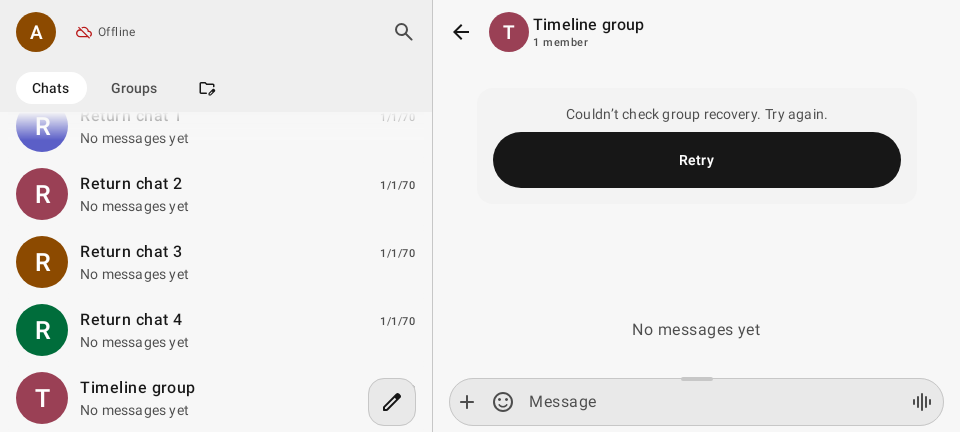 A
Offline
Chats
Groups
R
Return chat 1
1/1/70
No messages yet
R
Return chat 2
1/1/70
No messages yet
R
Return chat 3
1/1/70
No messages yet
R
Return chat 4
1/1/70
No messages yet
T
Timeline group
No messages yet
T
Timeline group
1 member
Couldn't check group recovery. Try again.
Retry
No messages yet
Message